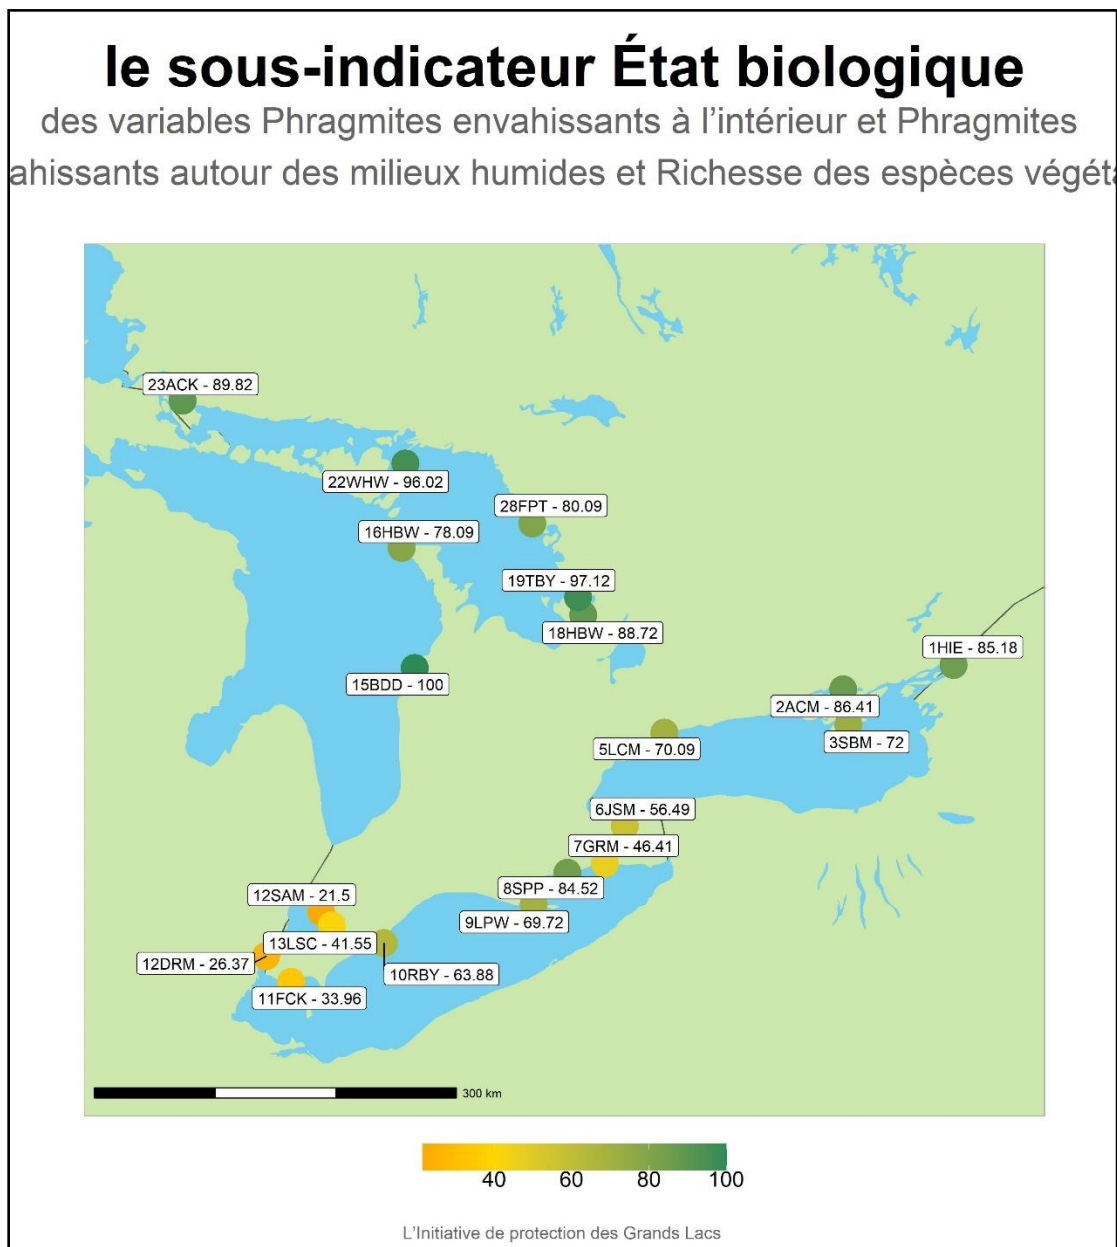 le sous-indicateur État biologique
des variables Phragmites envahissants à l'intérieur et Phragmites
ahissants autour des milieux humides et Richesse des espèces végét
23ACK - 89.82
22WHW - 96.02
28FPT - 80.09
16HBW - 78.09
19TBY - 97.12
18HBW - 88.72
1HIE - 85.18
15BDD - 100
2ACM - 86.41
3SBM - 72
5LCM - 70.09
6JSM - 56.49
7GRM - 46.41
8SPP - 84.52
12SAM - 21.5
9LPW - 69.72
13LSC - 41.55
12DRM - 26.37
10RBY - 63.88
11FCK - 33.96
300 km
40 60 80 100
L'Initiative de protection des Grands Lacs